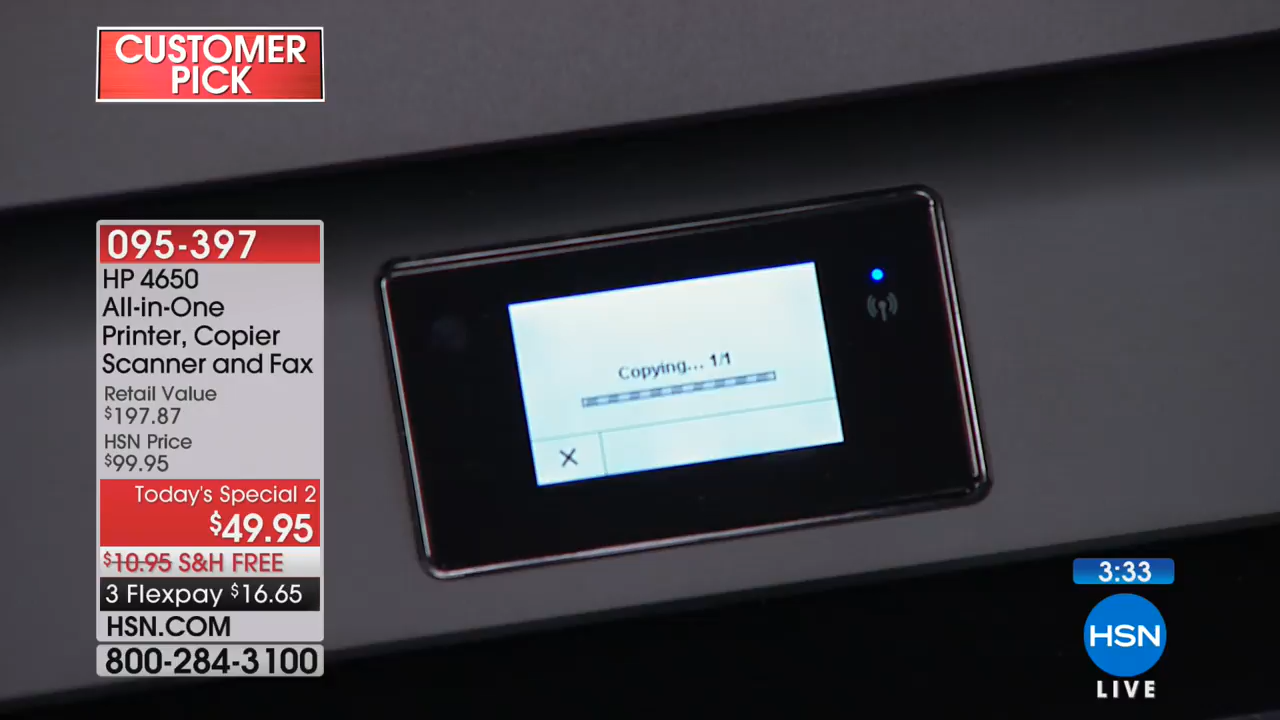 CUSTOMER
PICK
095-397
HP 4650
All-in-One
Printer, Copier
Scanner and Fax
Retail Value
$197.87
HSN Price
$99.95
Today's Special 2
$49.95
$10.95 S&H FREE
3 Flexpay $16.65
HSN.COM
800-284-3100
Copying... 1/1
X
3:33
HSN
LIVE